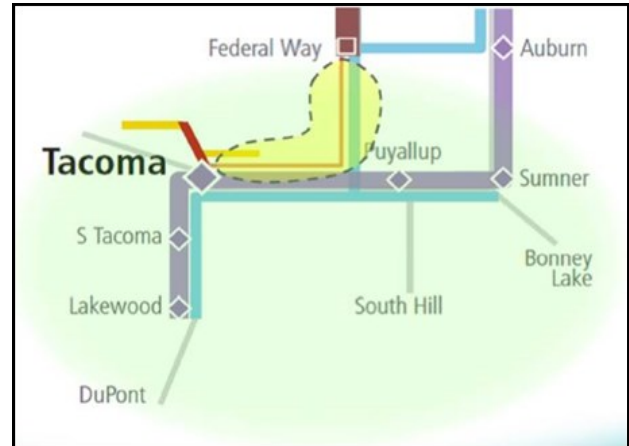 Federal Way
Auburn
Tacoma
Puyallup
Sumner
S Tacoma
Bonney
Lake
Lakewood
South Hill
DuPont